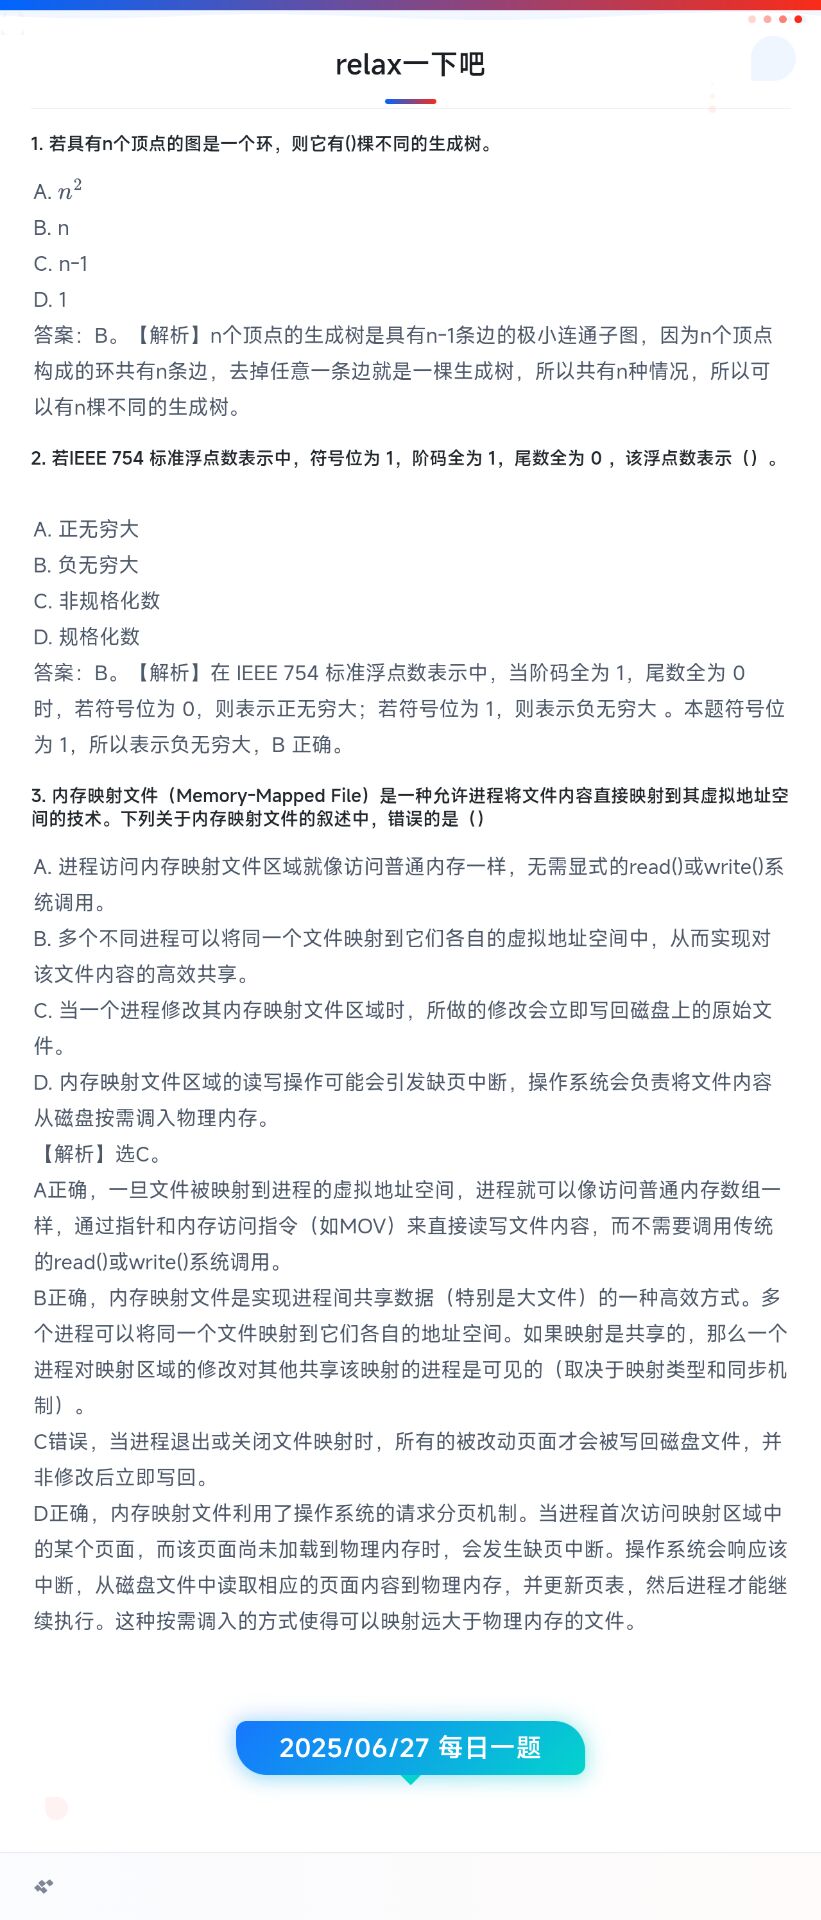 relax一下吧
1. 若具有n个顶点的图是一个环，则它有()棵不同的生成树。
A. n²
B. n
C. n-1
D. 1
答案：B。【解析】n个顶点的生成树是具有n-1条边的极小连通子图，因为n个顶点
构成的环共有n条边，去掉任意一条边就是一棵生成树，所以共有n种情况，所以可
以有n棵不同的生成树。
2. 若IEEE 754 标准浮点数表示中，符号位为 1，阶码全为 1，尾数全为 0 ，该浮点数表示（）。
A. 正无穷大
B. 负无穷大
C. 非规格化数
D. 规格化数
答案：B。【解析】在 IEEE 754 标准浮点数表示中，当阶码全为 1，尾数全为 0
时，若符号位为 0，则表示正无穷大；若符号位为 1，则表示负无穷大 。本题符号位
为 1，所以表示负无穷大，B 正确。
3. 内存映射文件（Memory-Mapped File）是一种允许进程将文件内容直接映射到其虚拟地址空
间的技术。下列关于内存映射文件的叙述中，错误的是（）
A. 进程访问内存映射文件区域就像访问普通内存一样，无需显式的read()或write()系
统调用。
B. 多个不同进程可以将同一个文件映射到它们各自的虚拟地址空间中，从而实现对
该文件内容的高效共享。
C. 当一个进程修改其内存映射文件区域时，所做的修改会立即写回磁盘上的原始文
件。
D. 内存映射文件区域的读写操作可能会引发缺页中断，操作系统会负责将文件内容
从磁盘按需调入物理内存。
【解析】选C。
A正确，一旦文件被映射到进程的虚拟地址空间，进程就可以像访问普通内存数组一
样，通过指针和内存访问指令（如MOV）来直接读写文件内容，而不需要调用传统
的read()或write()系统调用。
B正确，内存映射文件是实现进程间共享数据（特别是大文件）的一种高效方式。多
个进程可以将同一个文件映射到它们各自的地址空间。如果映射是共享的，那么一个
进程对映射区域的修改对其他共享该映射的进程是可见的（取决于映射类型和同步机
制）。
C错误，当进程退出或关闭文件映射时，所有的被改动页面才会被写回磁盘文件，并
非修改后立即写回。
D正确，内存映射文件利用了操作系统的请求分页机制。当进程首次访问映射区域中
的某个页面，而该页面尚未加载到物理内存时，会发生缺页中断。操作系统会响应该
中断，从磁盘文件中读取相应的页面内容到物理内存，并更新页表，然后进程才能继
续执行。这种按需调入的方式使得可以映射远大于物理内存的文件。
2025/06/27 每日一题